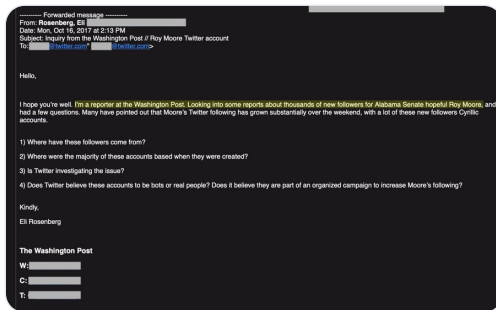 ---------- Forwarded message ----------
From: Rosenberg, Eli
Date: Mon, Oct 16, 2017 at 2:13 PM
Subject: Inquiry from the Washington Post // Roy Moore Twitter account
To: @twitter.com" @twitter.com>
Hello,
I hope you're well. I'm a reporter at the Washington Post. Looking into some reports about thousands of new followers for Alabama Senate hopeful Roy Moore, and
had a few questions. Many have pointed out that Moore's Twitter following has grown substantially over the weekend, with a lot of these new followers Cyrillic
accounts.
1) Where have these followers come from?
2) Where were the majority of these accounts based when they were created?
3) Is Twitter investigating the issue?
4) Does Twitter believe these accounts to be bots or real people? Does it believe they are part of an organized campaign to increase Moore's following?
Kindly,
Eli Rosenberg
The Washington Post
W:
C:
T: